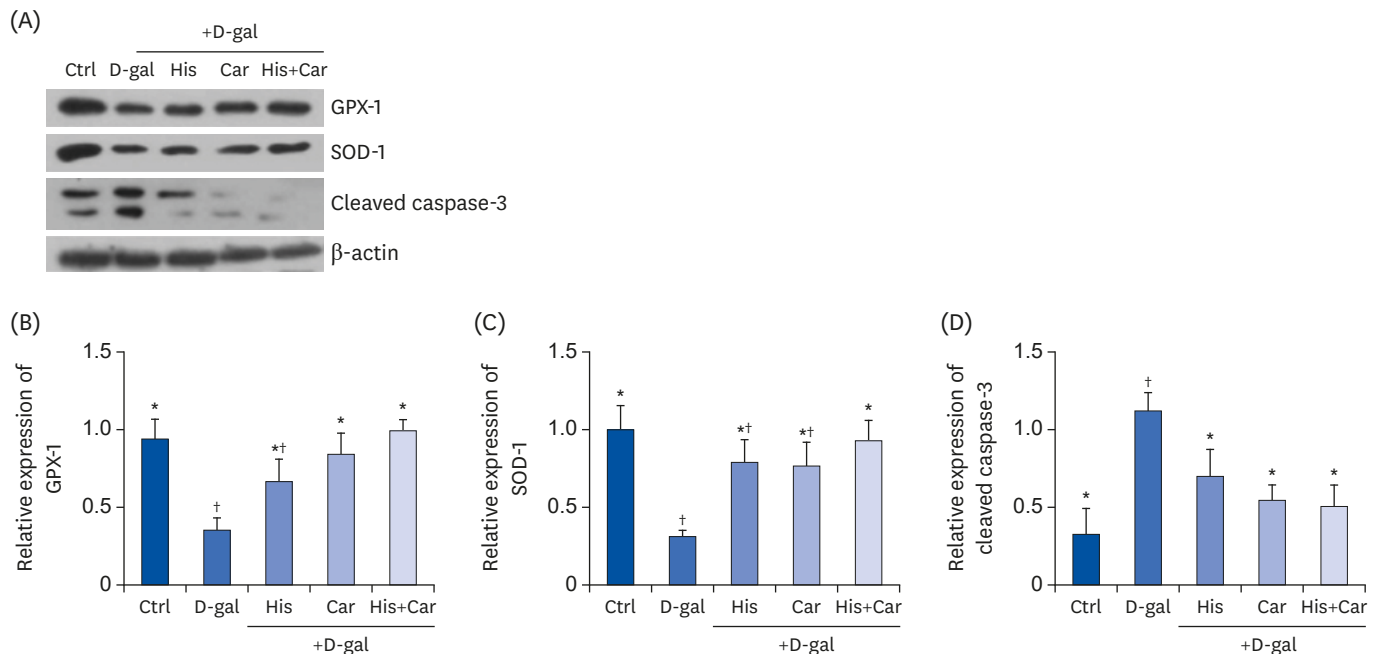 (A)
+D-gal
Ctrl D-gal His Car His+Car
GPX-1
SOD-1
Cleaved caspase-3
β-actin
(B)
Relative expression of
GPX-1
1.5
1.0
0.5
0
*
†
*†
*
*
Ctrl D-gal His Car His+Car
+D-gal
(C)
Relative expression of
SOD-1
1.5
1.0
0.5
0
*
†
*†
*†
*
Ctrl D-gal His Car His+Car
+D-gal
(D)
Relative expression of
cleaved caspase-3
1.5
1.0
0.5
0
*
†
*
*
*
Ctrl D-gal His Car His+Car
+D-gal